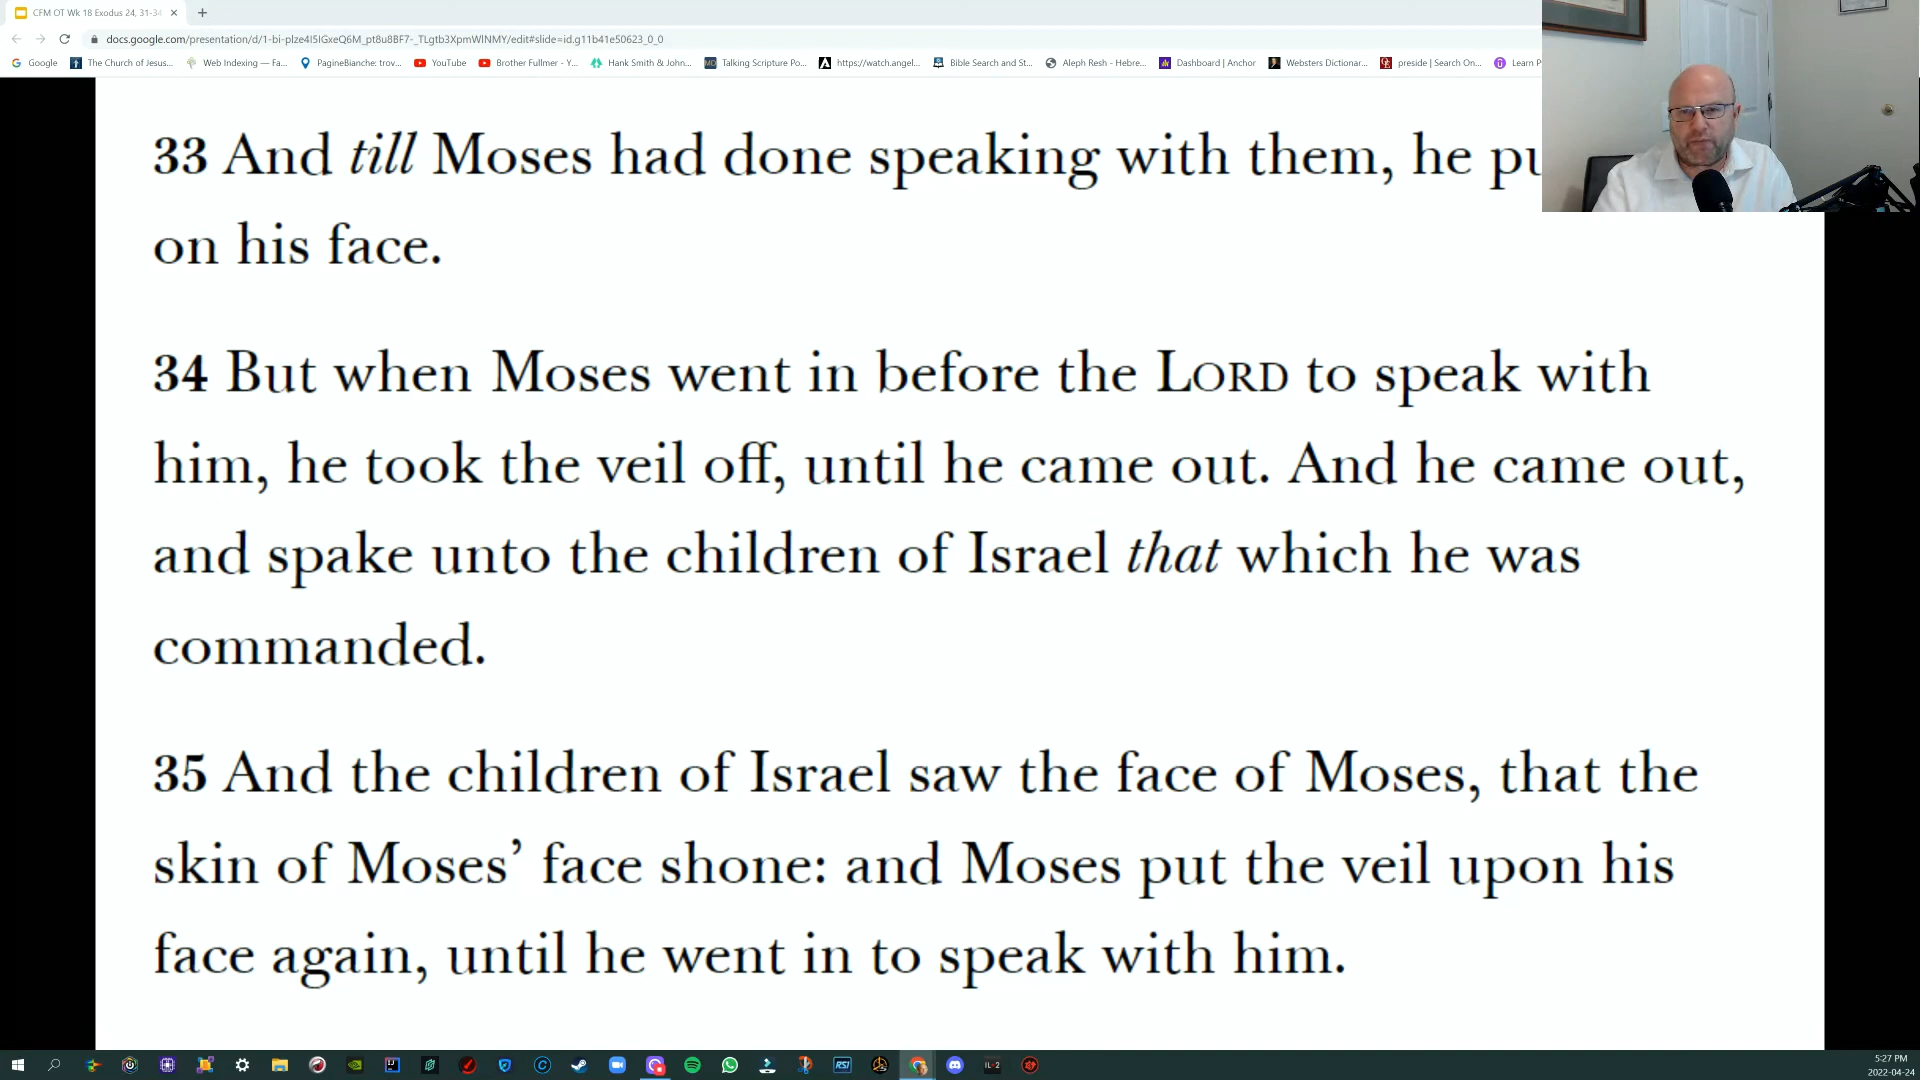 CFM OT Wk 18 Exodus 24, 31-34
docs.google.com/presentation/d/1-bi-plze4I5IGxeQ6M_pt8u8BF7-_TLgtb3XpmWlNMY/edit#slide=id.g11b41e50623_0_0
Google The Church of Jesus... Web Indexing — Fa... PagineBianche: trov... YouTube Brother Fullmer - Y... Hank Smith & John... Talking Scripture Po... https://watch.angel... Bible Search and St... Aleph Resh - Hebre... Dashboard | Anchor Websters Dictionar... preside | Search On... Learn P
33 And till Moses had done speaking with them, he pu
on his face.
34 But when Moses went in before the LORD to speak with
him, he took the veil off, until he came out. And he came out,
and spake unto the children of Israel that which he was
commanded.
35 And the children of Israel saw the face of Moses, that the
skin of Moses’ face shone: and Moses put the veil upon his
face again, until he went in to speak with him.
RSI IL-2
5:27 PM
2022-04-24